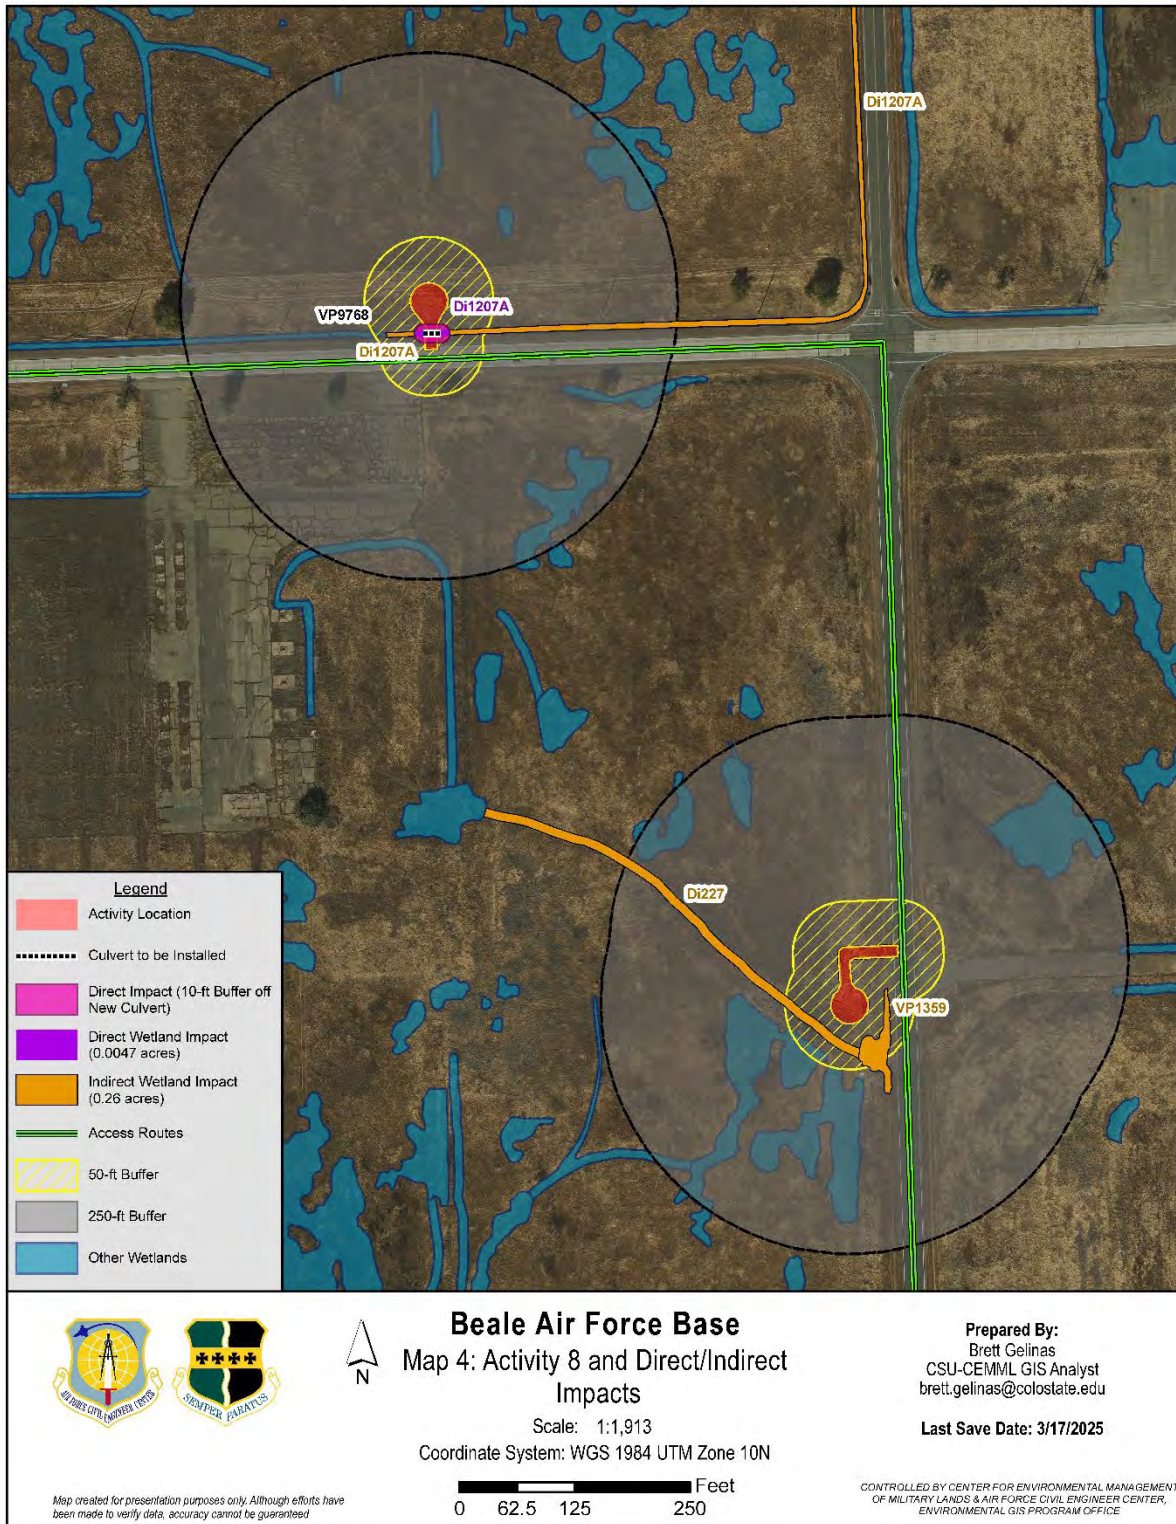 Di1207A
Di1207A
VP9768
Di1207A
Di227
VP1359
Legend
Activity Location
Culvert to be Installed
Direct Impact (10-ft Buffer off
New Culvert)
Direct Wetland Impact
(0.0047 acres)
Indirect Wetland Impact
(0.26 acres)
Access Routes
50-ft Buffer
250-ft Buffer
Other Wetlands
AIR FORCE CIVIL ENGINEER CENTER
SEMPER PARATUS
N
Beale Air Force Base
Map 4: Activity 8 and Direct/Indirect
Impacts
Scale: 1:1,913
Coordinate System: WGS 1984 UTM Zone 10N
Feet
0 62.5 125 250
Prepared By:
Brett Gelinas
CSU-CEMML GIS Analyst
brett.gelinas@colostate.edu
Last Save Date: 3/17/2025
Map created for presentation purposes only. Although efforts have
been made to verify data, accuracy cannot be guarenteed
CONTROLLED BY CENTER FOR ENVIRONMENTAL MANAGEMENT
OF MILITARY LANDS & AIR FORCE CIVIL ENGINEER CENTER,
ENVIRONMENTAL GIS PROGRAM OFFICE